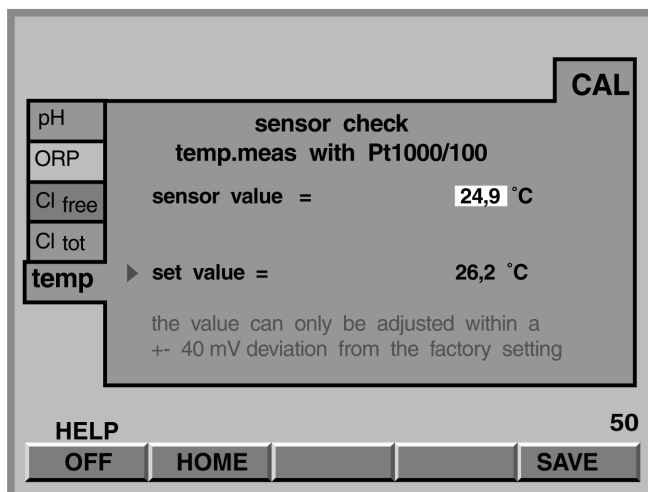 CAL
pH
ORP
Cl free
Cl tot
temp
sensor check
temp.meas with Pt1000/100
sensor value = 24,9 °C
set value = 26,2 °C
the value can only be adjusted within a
+- 40 mV deviation from the factory setting
50
HELP
OFF HOME SAVE